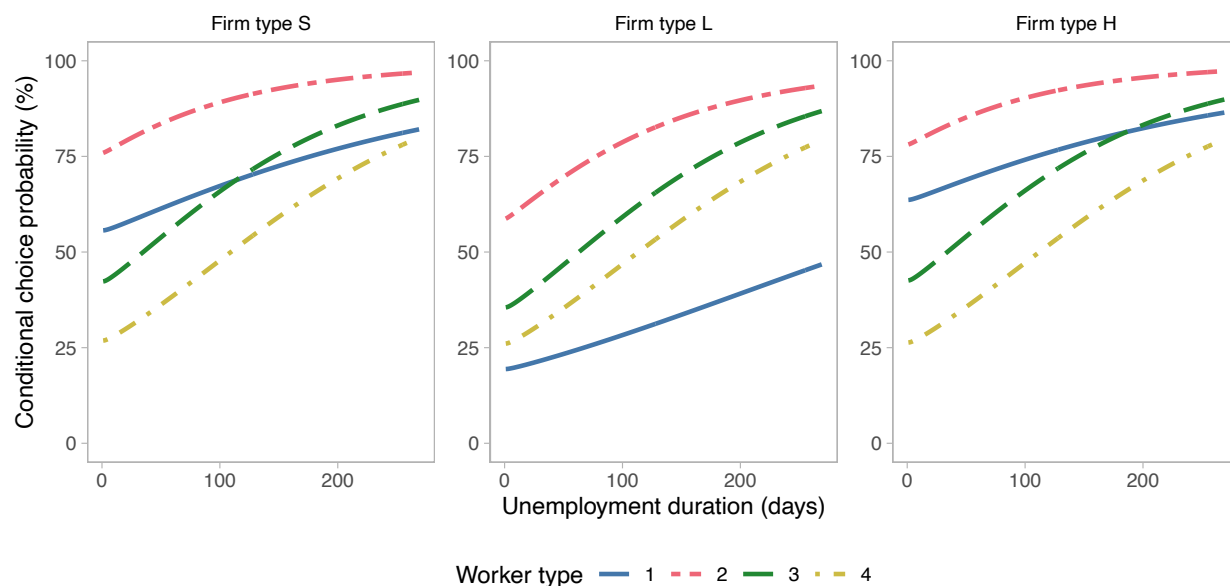 Firm type S
Firm type L
Firm type H
Conditional choice probability (%)
100
75
50
25
0
100
75
50
25
0
100
75
50
25
0
0 100 200
0 100 200
0 100 200
Unemployment duration (days)
Worker type 1 2 3 4